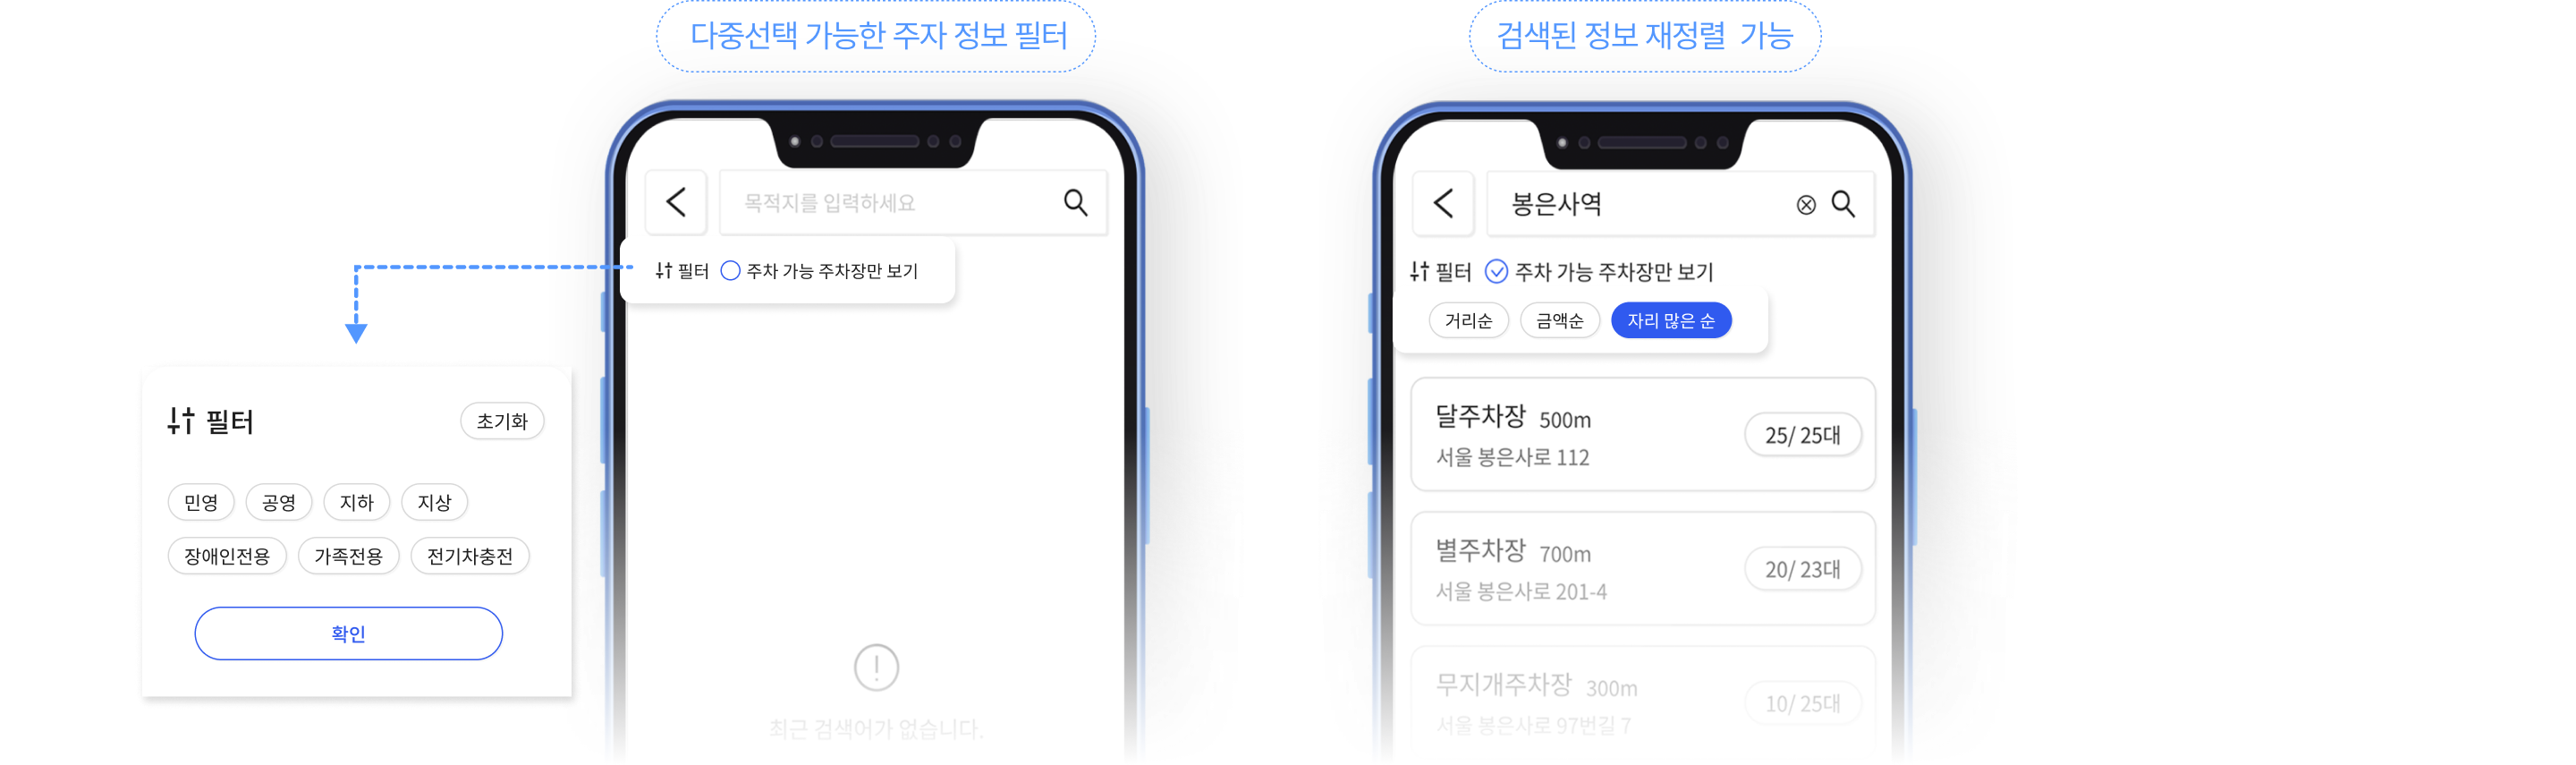 다중선택 가능한 주자 정보 필터
목적지를 입력하세요
필터 주차 가능 주차장만 보기
최근 검색어가 없습니다.
필터
초기화
민영 공영 지하 지상
장애인전용 가족전용 전기차충전
확인
검색된 정보 재정렬 가능
봉은사역
필터 주차 가능 주차장만 보기
거리순 금액순 자리 많은 순
달주차장 500m
서울 봉은사로 112
25/ 25대
별주차장 700m
서울 봉은사로 201-4
20/ 23대
무지개주차장 300m
서울 봉은사로 97번길 7
10/ 25대